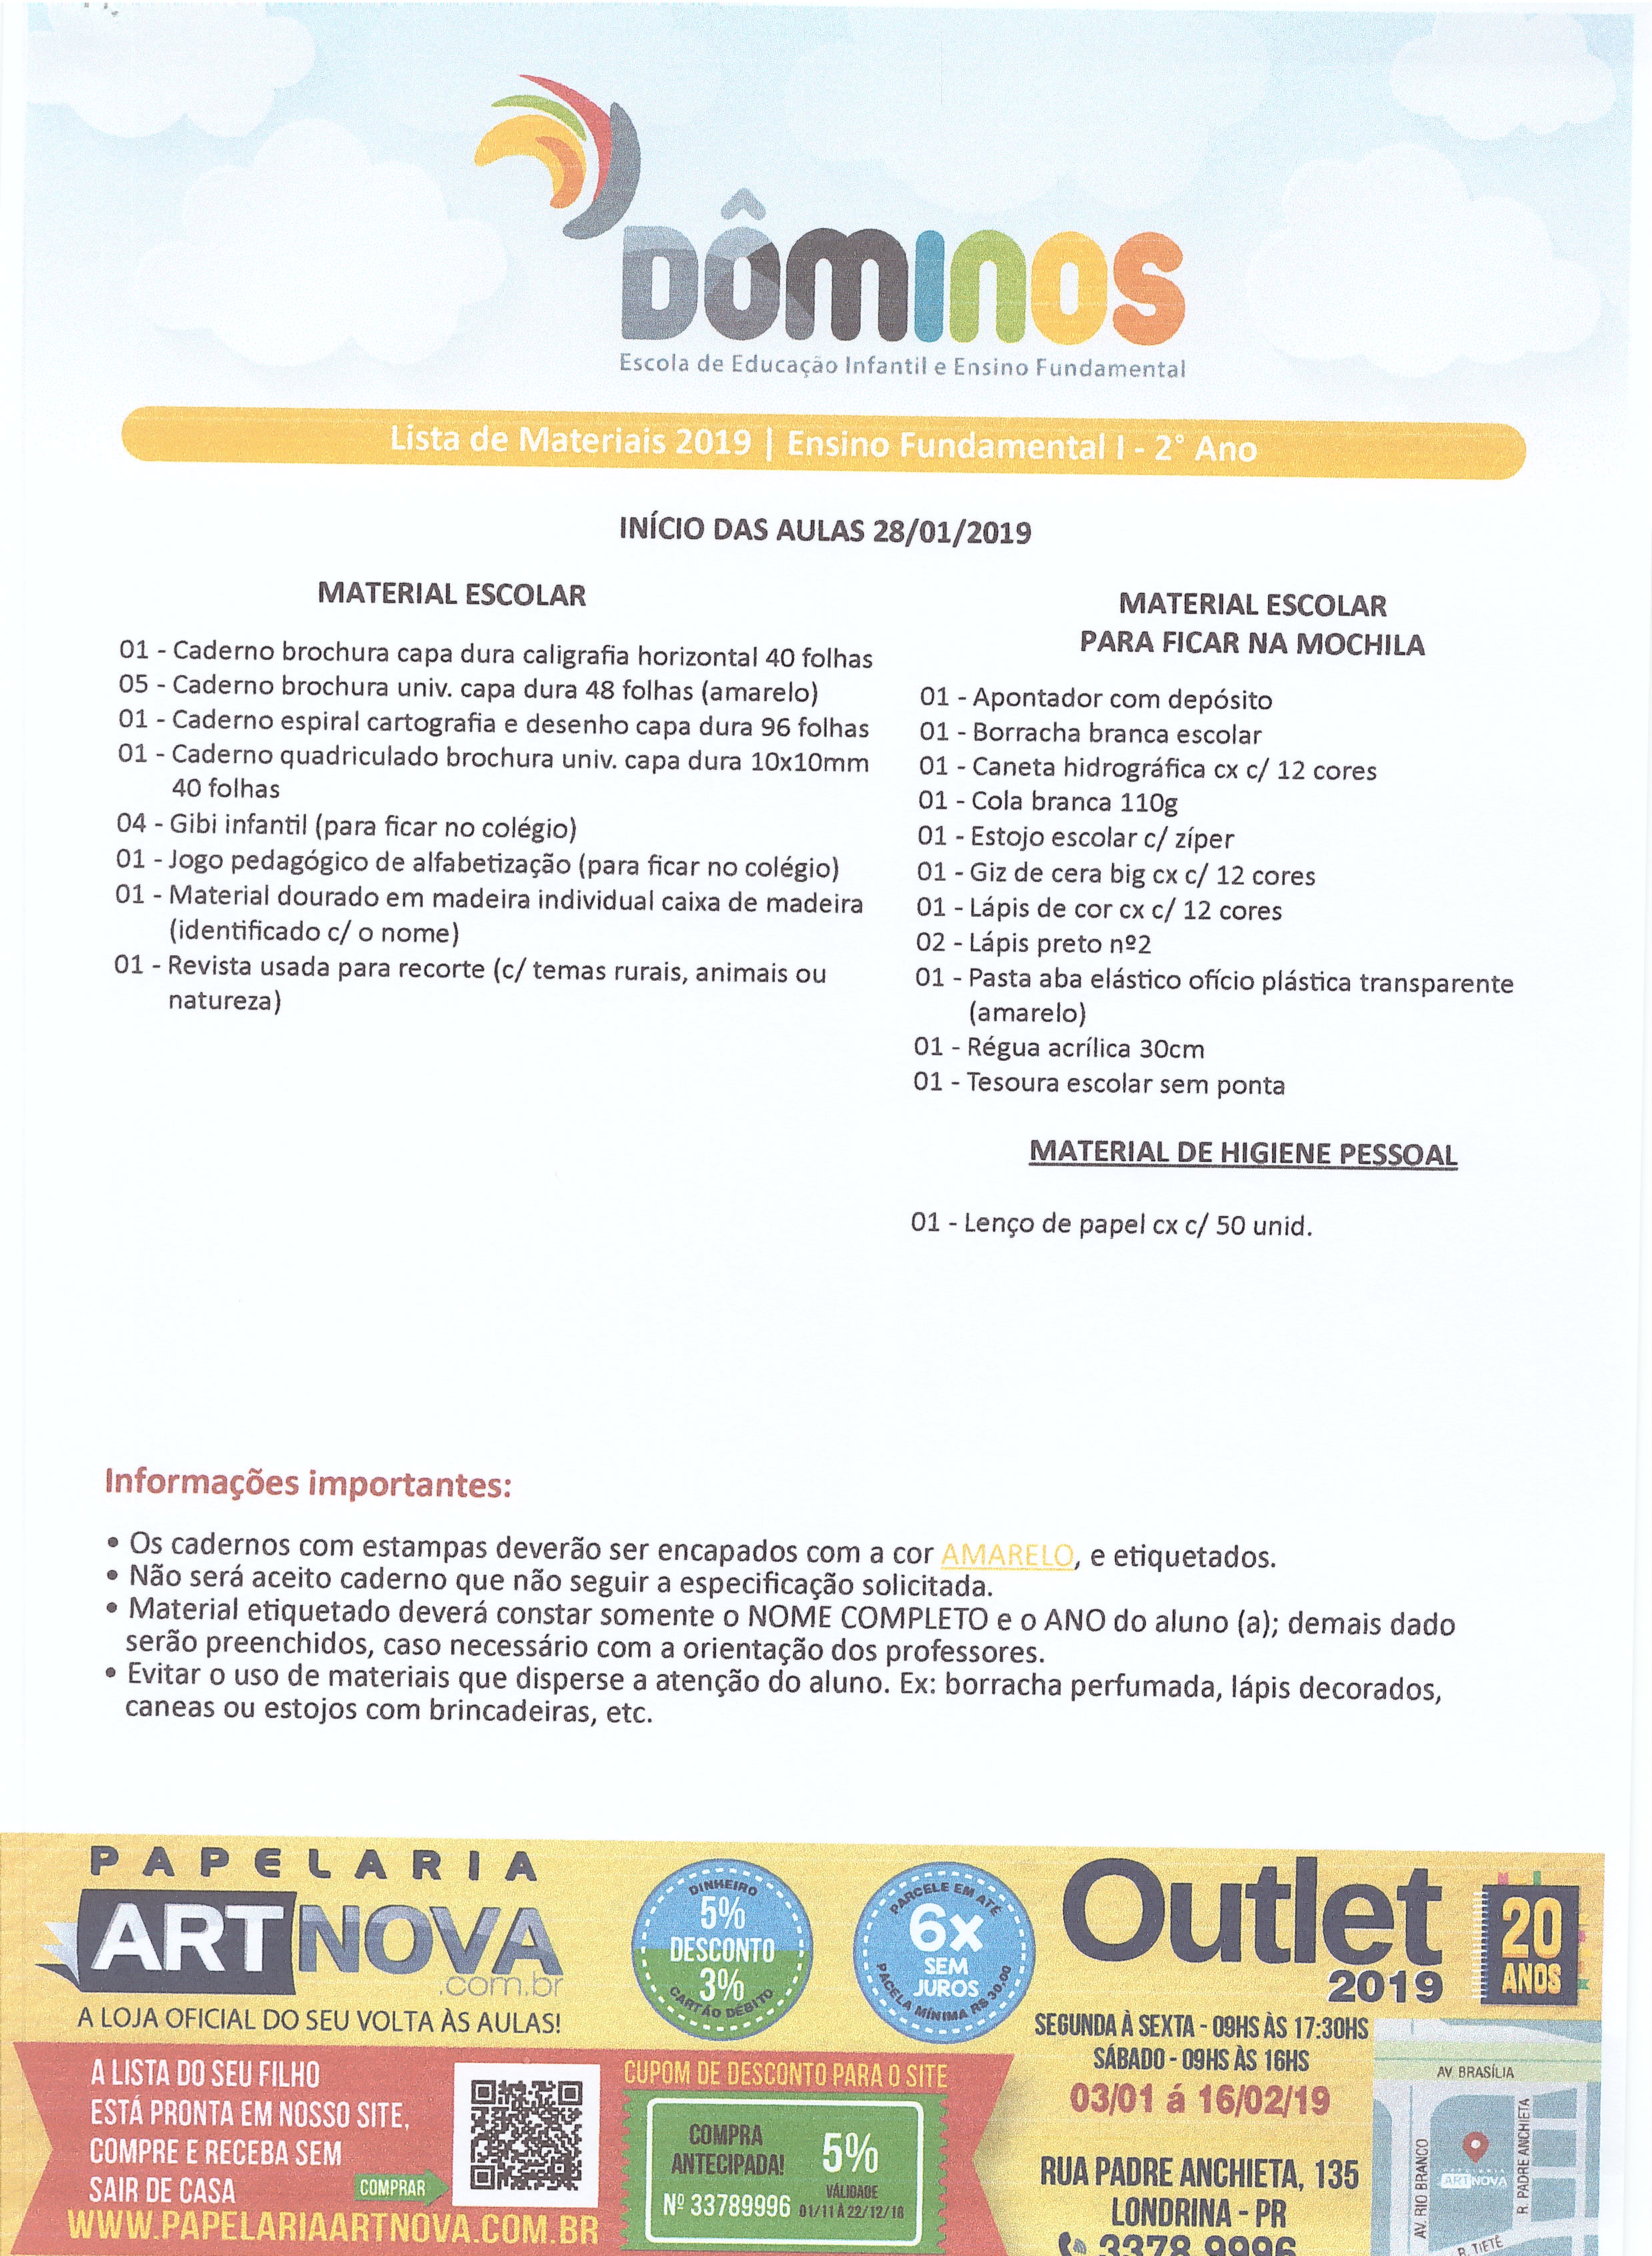 DÔMINOS
Escola de Educação Infantil e Ensino Fundamental
Lista de Materiais 2019 | Ensino Fundamental I - 2° Ano
INÍCIO DAS AULAS 28/01/2019
MATERIAL ESCOLAR
01 - Caderno brochura capa dura caligrafia horizontal 40 folhas
05 - Caderno brochura univ. capa dura 48 folhas (amarelo)
01 - Caderno espiral cartografia e desenho capa dura 96 folhas
01 - Caderno quadriculado brochura univ. capa dura 10x10mm
40 folhas
04 - Gibi infantil (para ficar no colégio)
01 - Jogo pedagógico de alfabetização (para ficar no colégio)
01 - Material dourado em madeira individual caixa de madeira
(identificado c/ o nome)
01 - Revista usada para recorte (c/ temas rurais, animais ou
natureza)
MATERIAL ESCOLAR
PARA FICAR NA MOCHILA
01 - Apontador com depósito
01 - Borracha branca escolar
01 - Caneta hidrográfica cx c/ 12 cores
01 - Cola branca 110g
01 - Estojo escolar c/ zíper
01 - Giz de cera big cx c/ 12 cores
01 - Lápis de cor cx c/ 12 cores
02 - Lápis preto nº2
01 - Pasta aba elástico ofício plástica transparente
(amarelo)
01 - Régua acrílica 30cm
01 - Tesoura escolar sem ponta
MATERIAL DE HIGIENE PESSOAL
01 - Lenço de papel cx c/ 50 unid.
Informações importantes:
• Os cadernos com estampas deverão ser encapados com a cor AMARELO, e etiquetados.
• Não será aceito caderno que não seguir a especificação solicitada.
• Material etiquetado deverá constar somente o NOME COMPLETO e o ANO do aluno (a); demais dado
serão preenchidos, caso necessário com a orientação dos professores.
• Evitar o uso de materiais que disperse a atenção do aluno. Ex: borracha perfumada, lápis decorados,
caneas ou estojos com brincadeiras, etc.
PAPELARIA
ARTNOVA
.com.br
A LOJA OFICIAL DO SEU VOLTA ÀS AULAS!
A LISTA DO SEU FILHO
ESTÁ PRONTA EM NOSSO SITE,
COMPRE E RECEBA SEM
SAIR DE CASA
COMPRAR
WWW.PAPELARIAARTNOVA.COM.BR
DINHEIRO
5%
DESCONTO
3%
CARTÃO DEBITO
PARCELE EM ATÉ
6X
SEM
JUROS
PACELA MÍNIMA R$ 30,00
CUPOM DE DESCONTO PARA O SITE
COMPRA
ANTECIPADA!
5%
Nº 33789996
VALIDADE
01/11 À 22/12/18
Outlet
2019
20
ANOS
SEGUNDA À SEXTA - 09HS ÀS 17:30HS
SÁBADO - 09HS ÀS 16HS
03/01 á 16/02/19
RUA PADRE ANCHIETA, 135
LONDRINA - PR
3378 9996
AV BRASÍLIA
AV. RIO BRANCO
PAPELARIA
ARTNOVA
R. PADRE ANCHIETA
R. TIETÊ